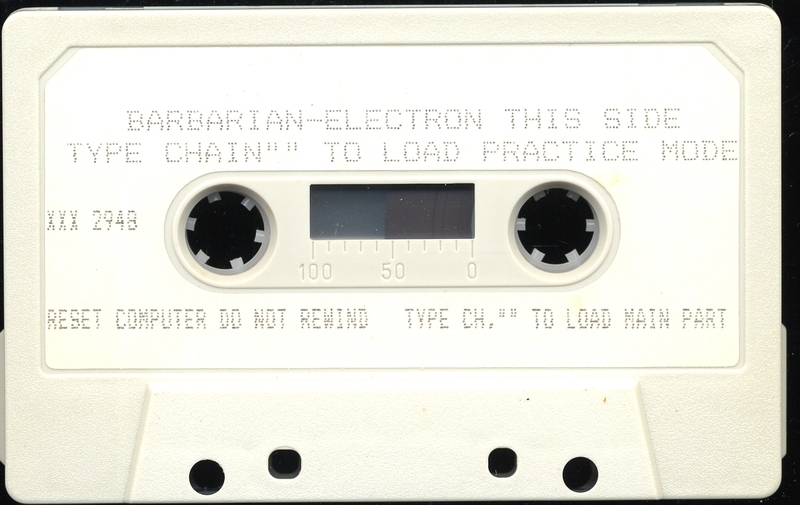 BARBARIAN-ELECTRON THIS SIDE
TYPE CHAIN"" TO LOAD PRACTICE MODE
XXX 2948
100 50 0
RESET COMPUTER DO NOT REWIND TYPE CH."" TO LOAD MAIN PART